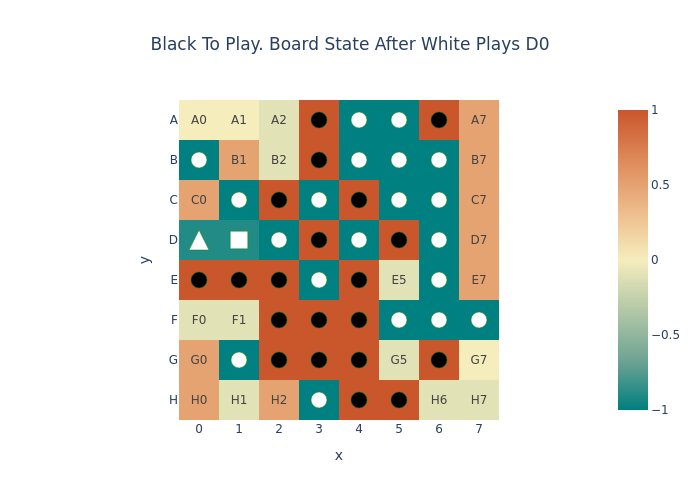 Black To Play. Board State After White Plays D0
A A0 A1 A2 A7
B B1 B2 B7
C C0 C7
D D7
E E5 E7
F F0 F1
G G0 G5 G7
H H0 H1 H2 H6 H7
0 1 2 3 4 5 6 7
x
y
1
0.5
0
−0.5
−1